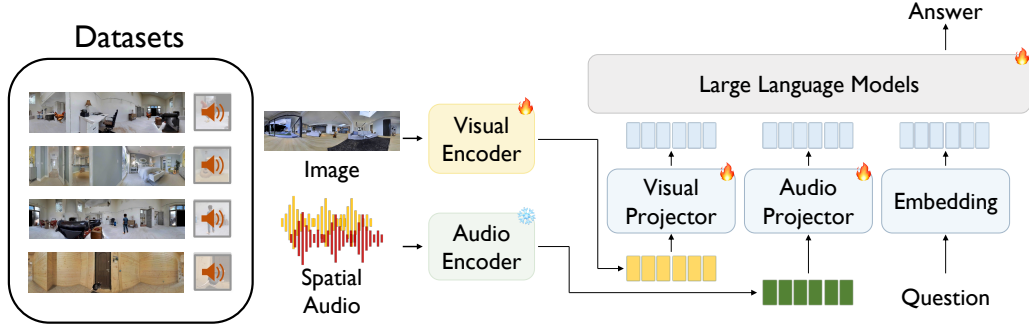 Datasets
Image
Spatial
Audio
Visual
Encoder
Audio
Encoder
Answer
Large Language Models
Visual
Projector
Audio
Projector
Embedding
Question